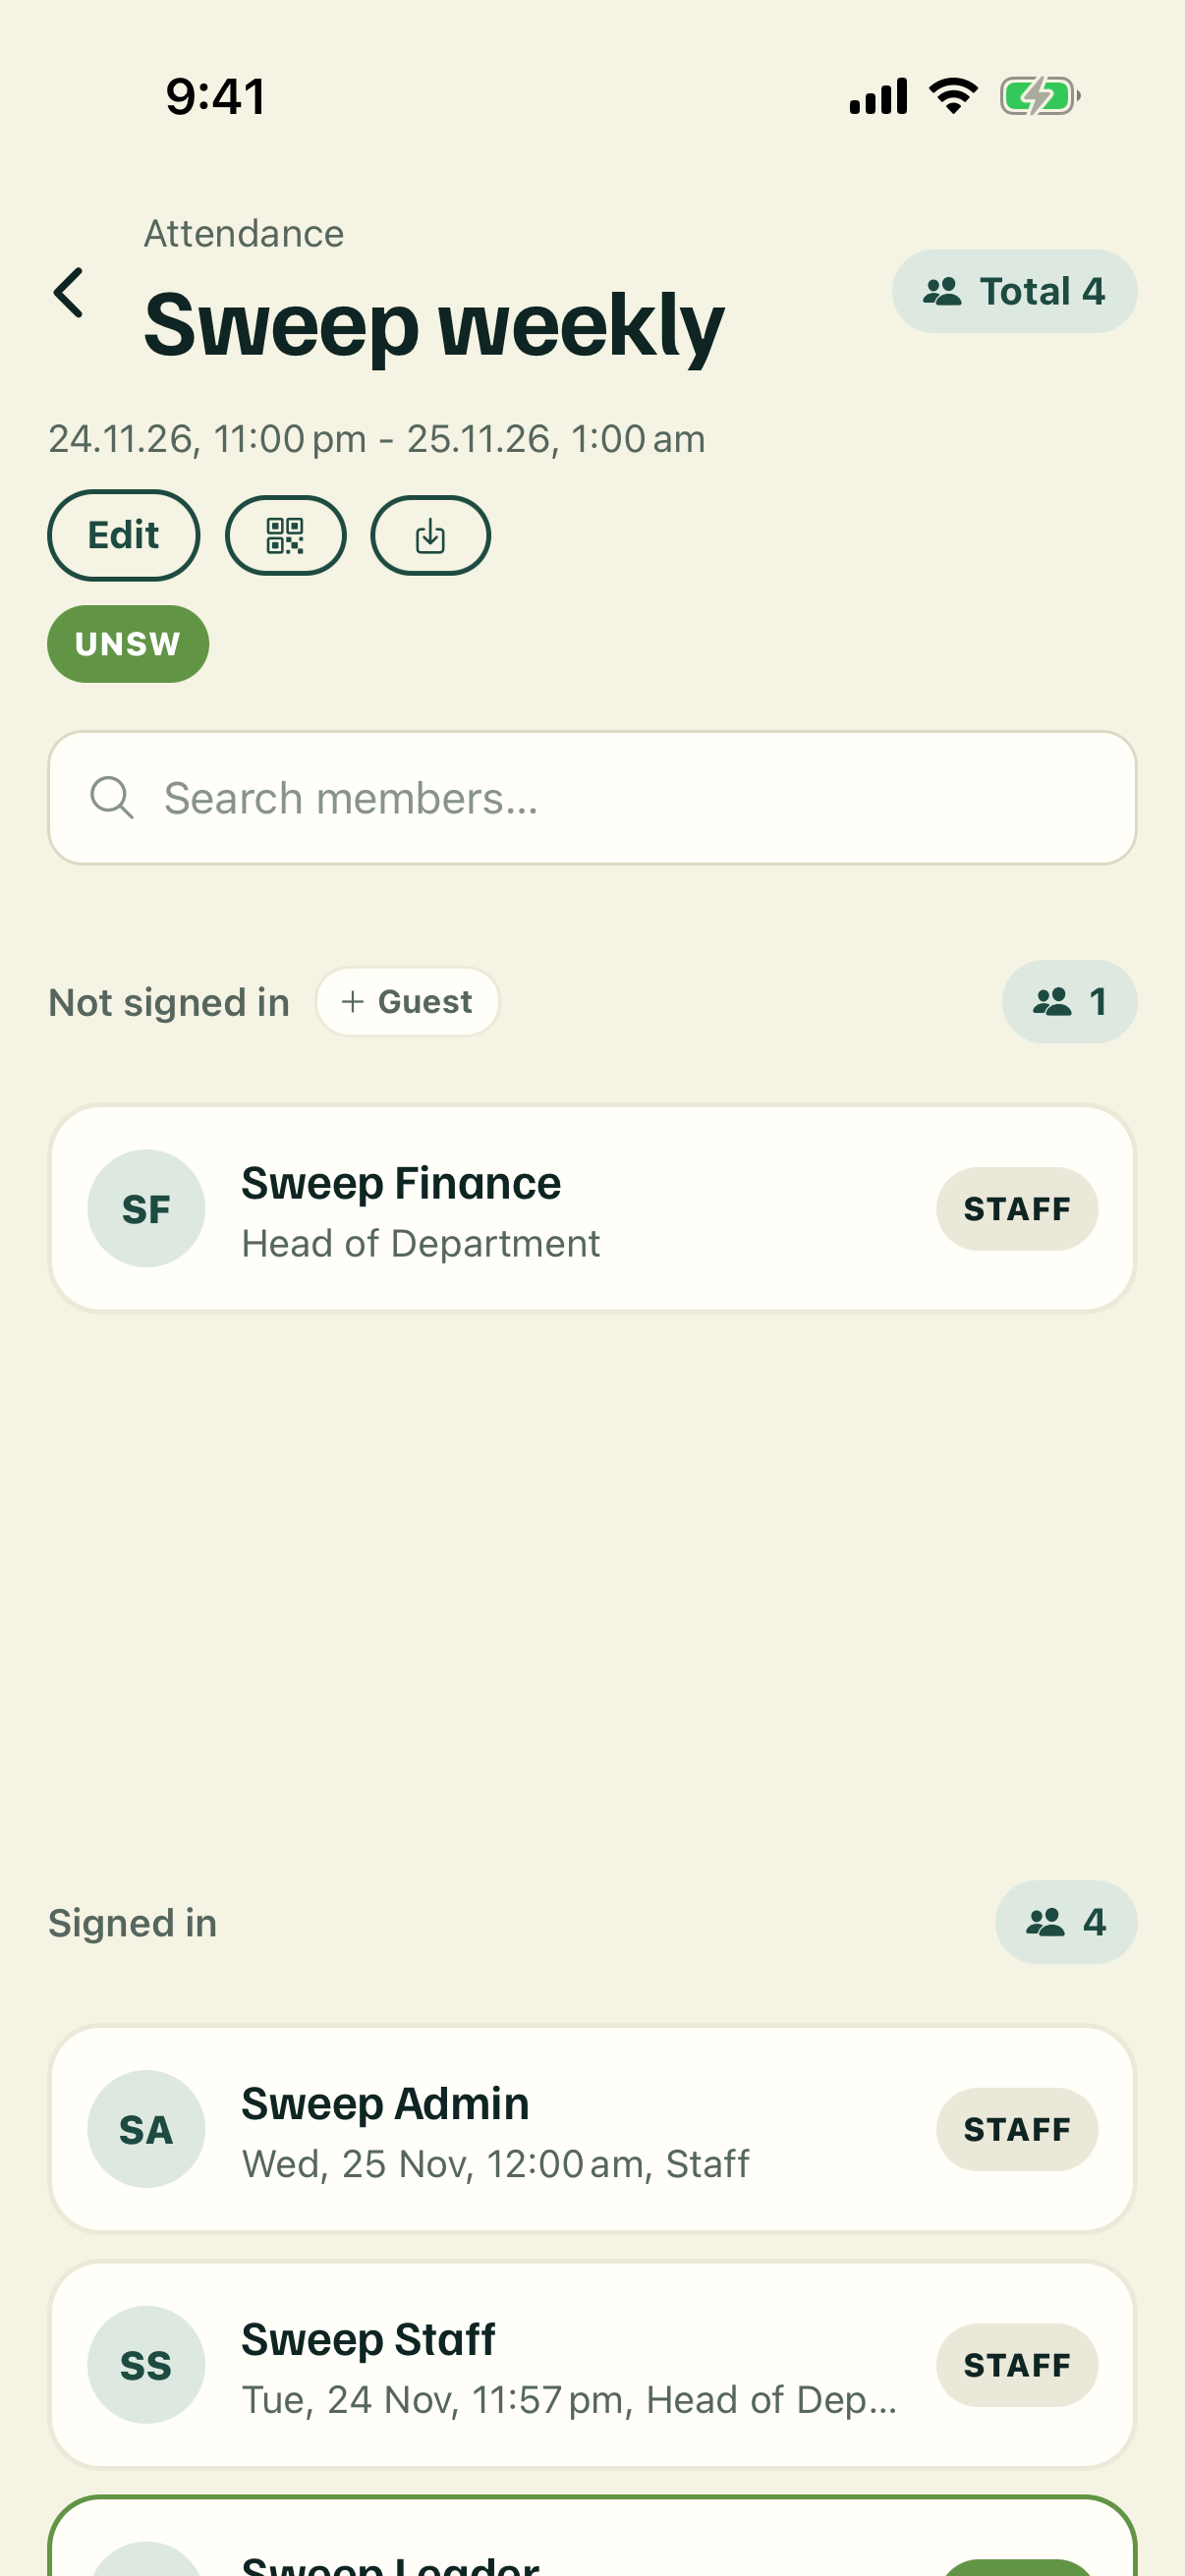 9:41
Attendance
Sweep weekly
Total 4
24.11.26, 11:00 pm - 25.11.26, 1:00 am
Edit
UNSW
Search members...
Not signed in
+ Guest
1
SF
Sweep Finance
Head of Department
STAFF
Signed in
4
SA
Sweep Admin
Wed, 25 Nov, 12:00 am, Staff
STAFF
SS
Sweep Staff
Tue, 24 Nov, 11:57 pm, Head of Dep...
STAFF
Sweep Leader